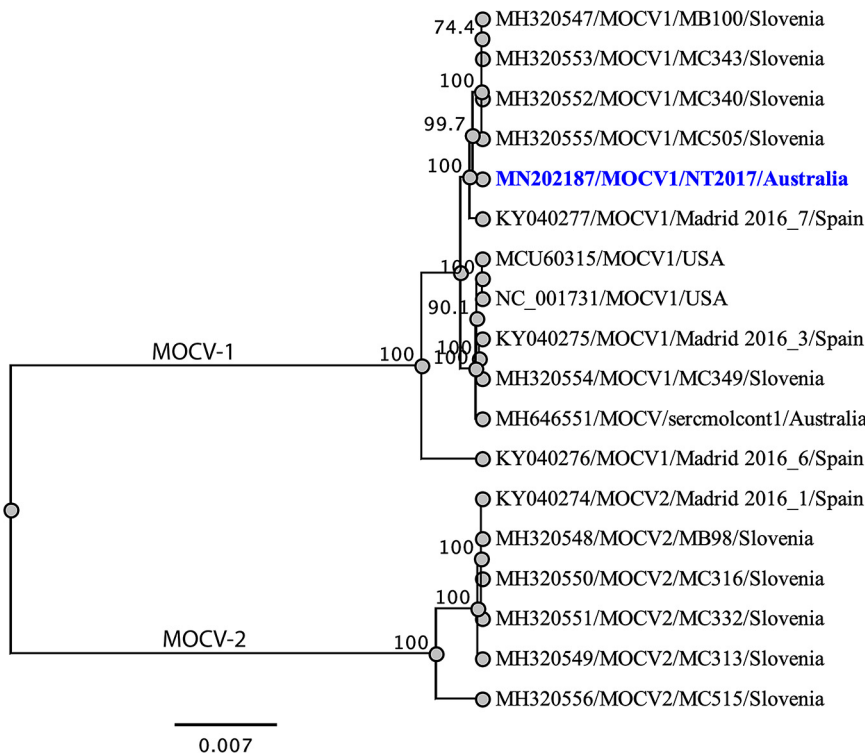 74.4
MH320547/MOCV1/MB100/Slovenia
MH320553/MOCV1/MC343/Slovenia
100
MH320552/MOCV1/MC340/Slovenia
99.7
MH320555/MOCV1/MC505/Slovenia
100
MN202187/MOCV1/NT2017/Australia
KY040277/MOCV1/Madrid 2016_7/Spain
100
MCU60315/MOCV1/USA
90.1
NC_001731/MOCV1/USA
MOCV-1
100
100
100
KY040275/MOCV1/Madrid 2016_3/Spain
MH320554/MOCV1/MC349/Slovenia
MH646551/MOCV/sercmolcont1/Australia
KY040276/MOCV1/Madrid 2016_6/Spain
KY040274/MOCV2/Madrid 2016_1/Spain
100
MH320548/MOCV2/MB98/Slovenia
MH320550/MOCV2/MC316/Slovenia
100
MH320551/MOCV2/MC332/Slovenia
MOCV-2
100
MH320549/MOCV2/MC313/Slovenia
MH320556/MOCV2/MC515/Slovenia
0.007